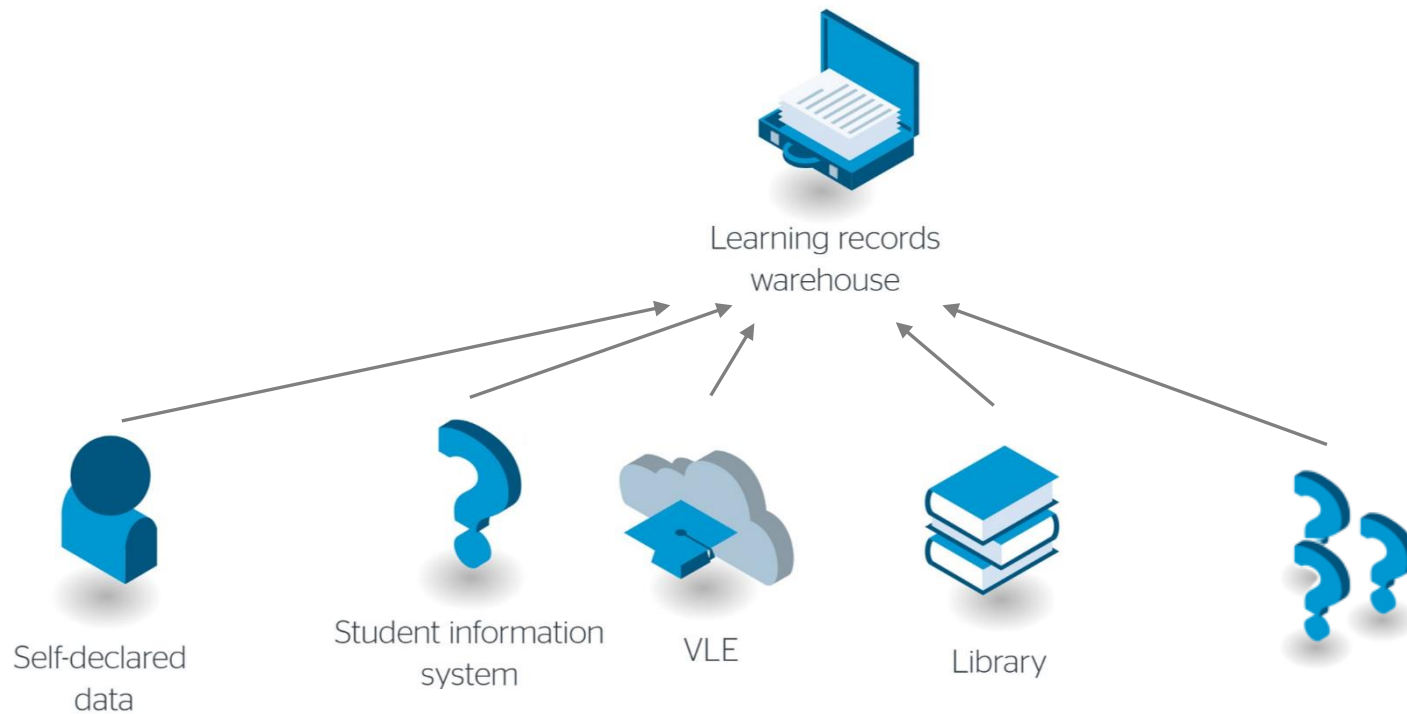 Learning records
warehouse
Self-declared
data
Student information
system
VLE
Library